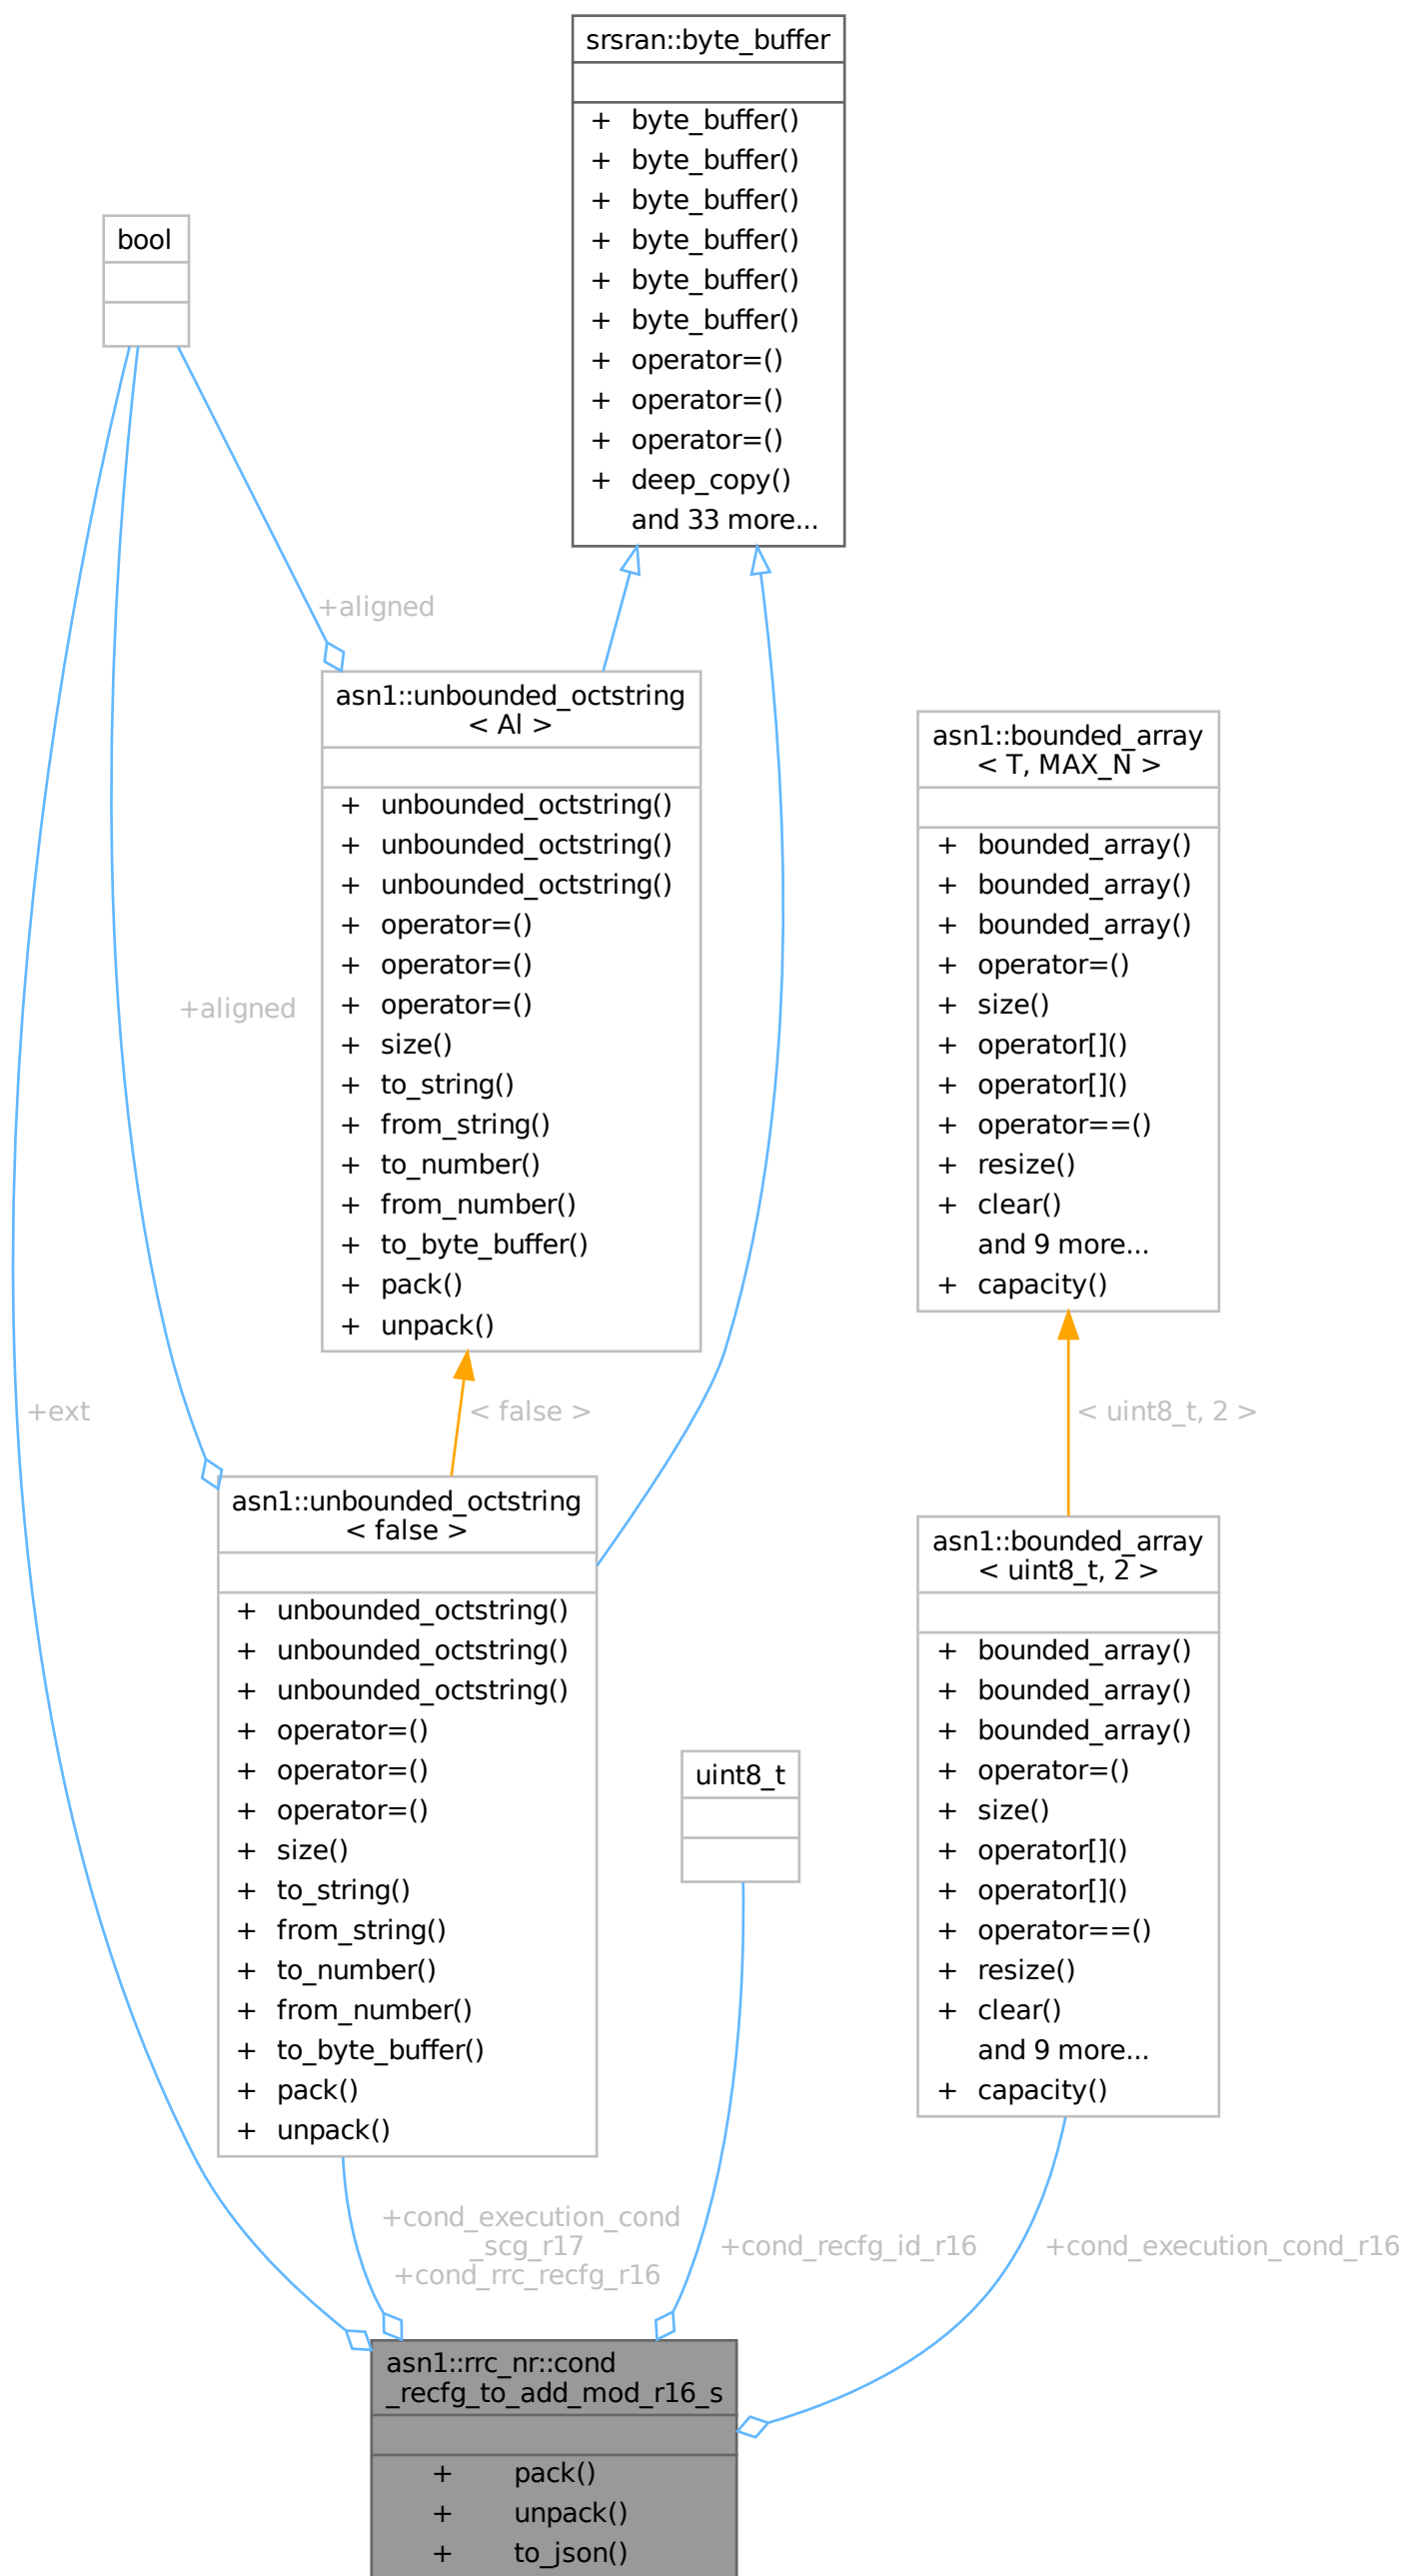 srsran::byte_buffer
+ byte_buffer()
+ byte_buffer()
+ byte_buffer()
+ byte_buffer()
+ byte_buffer()
+ byte_buffer()
+ operator=()
+ operator=()
+ operator=()
+ deep_copy()
and 33 more...
bool
+aligned
asn1::unbounded_octstring
< Al >
+ unbounded_octstring()
+ unbounded_octstring()
+ unbounded_octstring()
+ operator=()
+ operator=()
+ operator=()
+ size()
+ to_string()
+ from_string()
+ to_number()
+ from_number()
+ to_byte_buffer()
+ pack()
+ unpack()
asn1::bounded_array
< T, MAX_N >
+ bounded_array()
+ bounded_array()
+ bounded_array()
+ operator=()
+ size()
+ operator[]()
+ operator[]()
+ operator==()
+ resize()
+ clear()
and 9 more...
+ capacity()
+aligned
+ext
< false >
< uint8_t, 2 >
asn1::unbounded_octstring
< false >
+ unbounded_octstring()
+ unbounded_octstring()
+ unbounded_octstring()
+ operator=()
+ operator=()
+ operator=()
+ size()
+ to_string()
+ from_string()
+ to_number()
+ from_number()
+ to_byte_buffer()
+ pack()
+ unpack()
uint8_t
asn1::bounded_array
< uint8_t, 2 >
+ bounded_array()
+ bounded_array()
+ bounded_array()
+ operator=()
+ size()
+ operator[]()
+ operator[]()
+ operator==()
+ resize()
+ clear()
and 9 more...
+ capacity()
+cond_execution_cond
_scg_r17
+cond_rrc_recfg_r16
+cond_recfg_id_r16
+cond_execution_cond_r16
asn1::rrc_nr::cond
_recfg_to_add_mod_r16_s
+ pack()
+ unpack()
+ to_json()